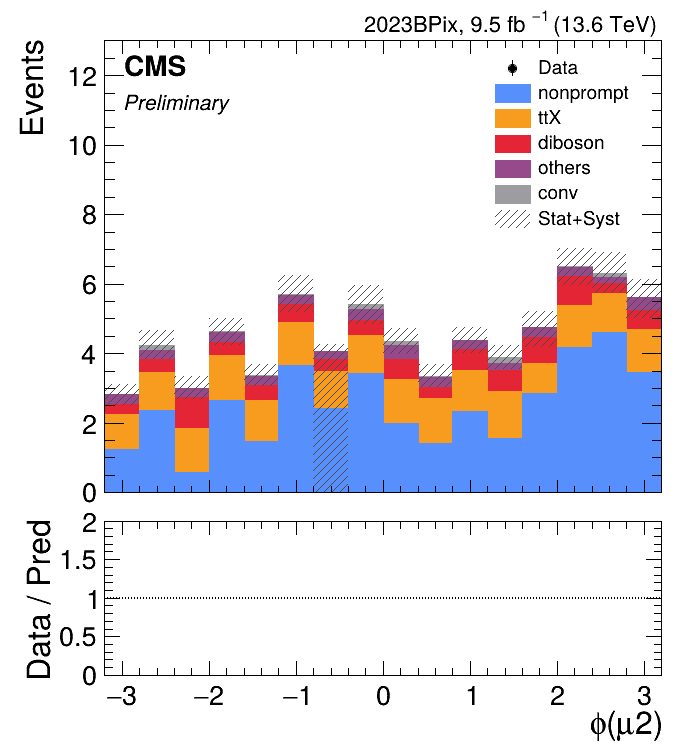 2023BPix, 9.5 fb⁻¹ (13.6 TeV)
CMS
Preliminary
Data
nonprompt
ttX
diboson
others
conv
Stat+Syst
Events
12
10
8
6
4
2
0
Data / Pred
2
1.5
1
0.5
0
−3 −2 −1 0 1 2 3
ϕ(μ2)